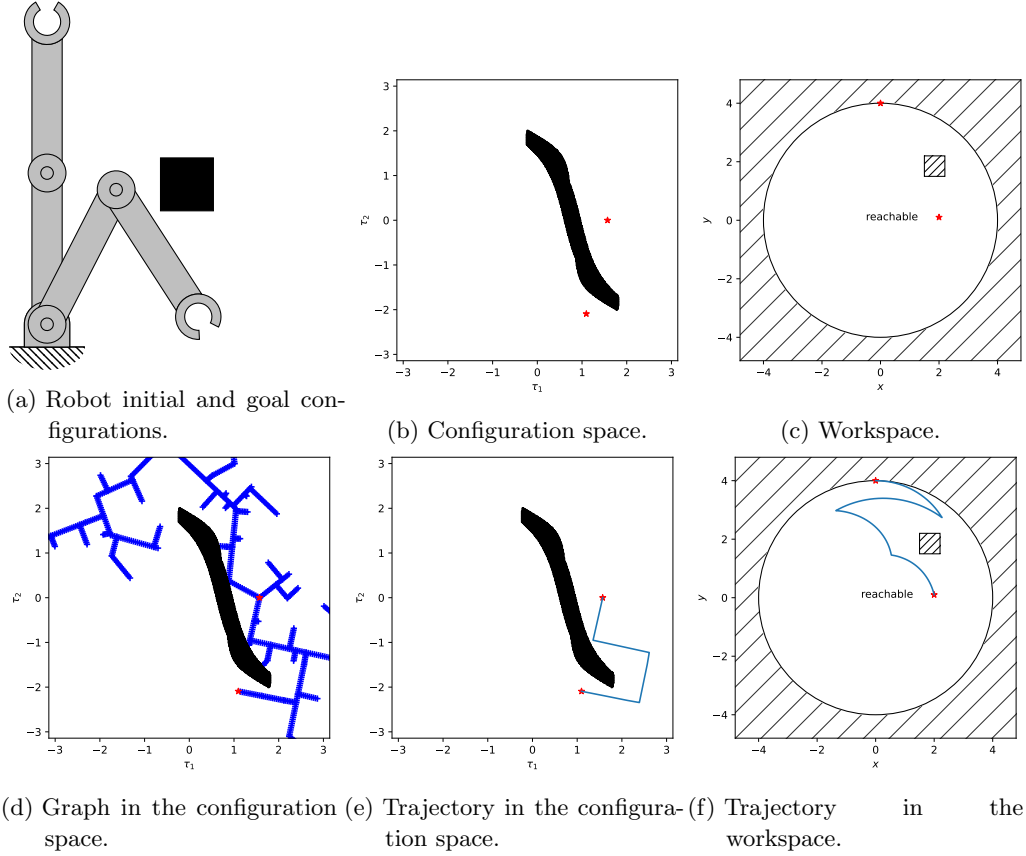 3
2
1
0
−1
−2
−3
τ2
−3 −2 −1 0 1 2 3
τ1
4
2
0
−2
−4
y
reachable
−4 −2 0 2 4
x
(a) Robot initial and goal con-
figurations.
(b) Configuration space.
(c) Workspace.
3
2
1
0
−1
−2
−3
τ2
−3 −2 −1 0 1 2 3
τ1
3
2
1
0
−1
−2
−3
τ2
−3 −2 −1 0 1 2 3
τ1
4
2
0
−2
−4
y
reachable
−4 −2 0 2 4
x
(d) Graph in the configuration
space.
(e) Trajectory in the configura-
tion space.
(f) Trajectory in the
workspace.